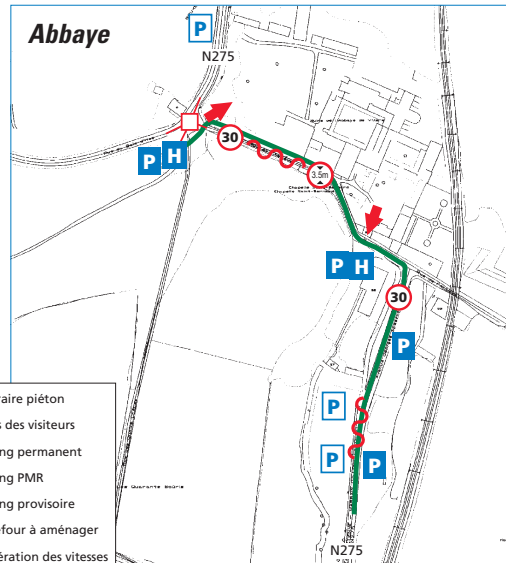 Abbaye
P
N275
30
P H
3.5m
P H
30
P
P
P
P
N275
raire piéton
s des visiteurs
ng permanent
ng PMR
ng provisoire
efour à aménager
ération des vitesses